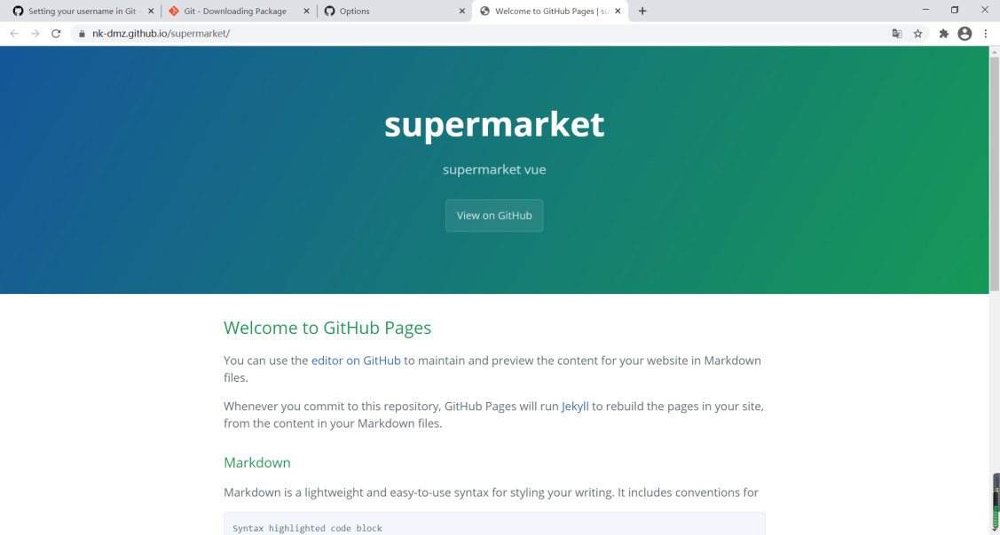 Setting your username in Git -
Git - Downloading Package
Options
Welcome to GitHub Pages | su
nk-dmz.github.io/supermarket/
supermarket
supermarket vue
View on GitHub
Welcome to GitHub Pages
You can use the editor on GitHub to maintain and preview the content for your website in Markdown
files.
Whenever you commit to this repository, GitHub Pages will run Jekyll to rebuild the pages in your site,
from the content in your Markdown files.
Markdown
Markdown is a lightweight and easy-to-use syntax for styling your writing. It includes conventions for
Syntax highlighted code block